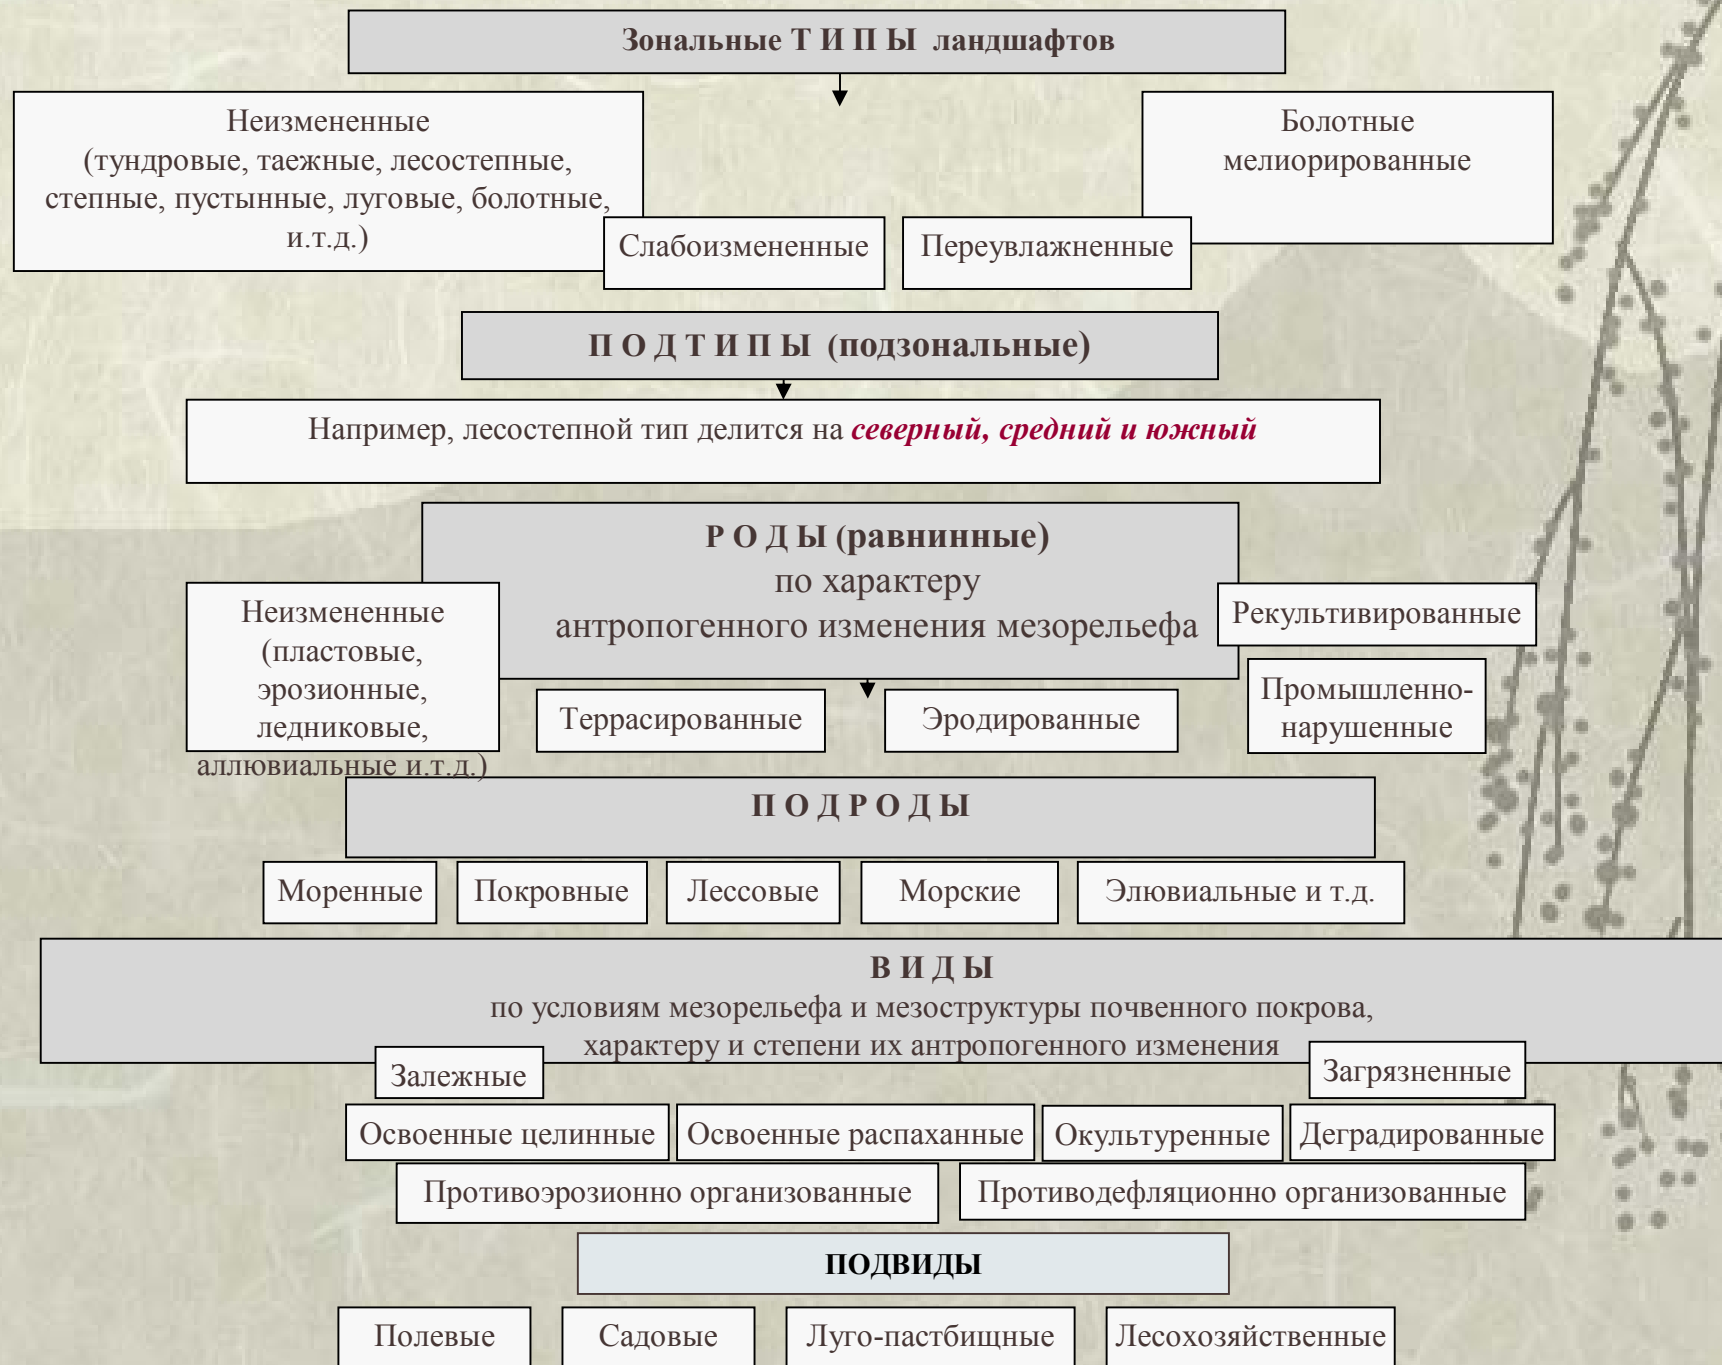 Зональные Т И П Ы ландшафтов
Неизмененные
(тундровые, таежные, лесостепные,
степные, пустынные, луговые, болотные,
и.т.д.)
Слабоизмененные
Переувлажненные
Болотные
мелиорированные
П О Д Т И П Ы (подзональные)
Например, лесостепной тип делится на северный, средний и южный
Р О Д Ы (равнинные)
по характеру
антропогенного изменения мезорельефа
Неизмененные
(пластовые,
эрозионные,
ледниковые,
аллювиальные и.т.д.)
Террасированные
Эродированные
Рекультивированные
Промышленно-
нарушенные
П О Д Р О Д Ы
Моренные
Покровные
Лессовые
Морские
Элювиальные и т.д.
В И Д Ы
по условиям мезорельефа и мезоструктуры почвенного покрова,
характеру и степени их антропогенного изменения
Залежные
Загрязненные
Освоенные целинные
Освоенные распаханные
Окультуренные
Деградированные
Противоэрозионно организованные
Противодефляционно организованные
ПОДВИДЫ
Полевые
Садовые
Луго-пастбищные
Лесохозяйственные